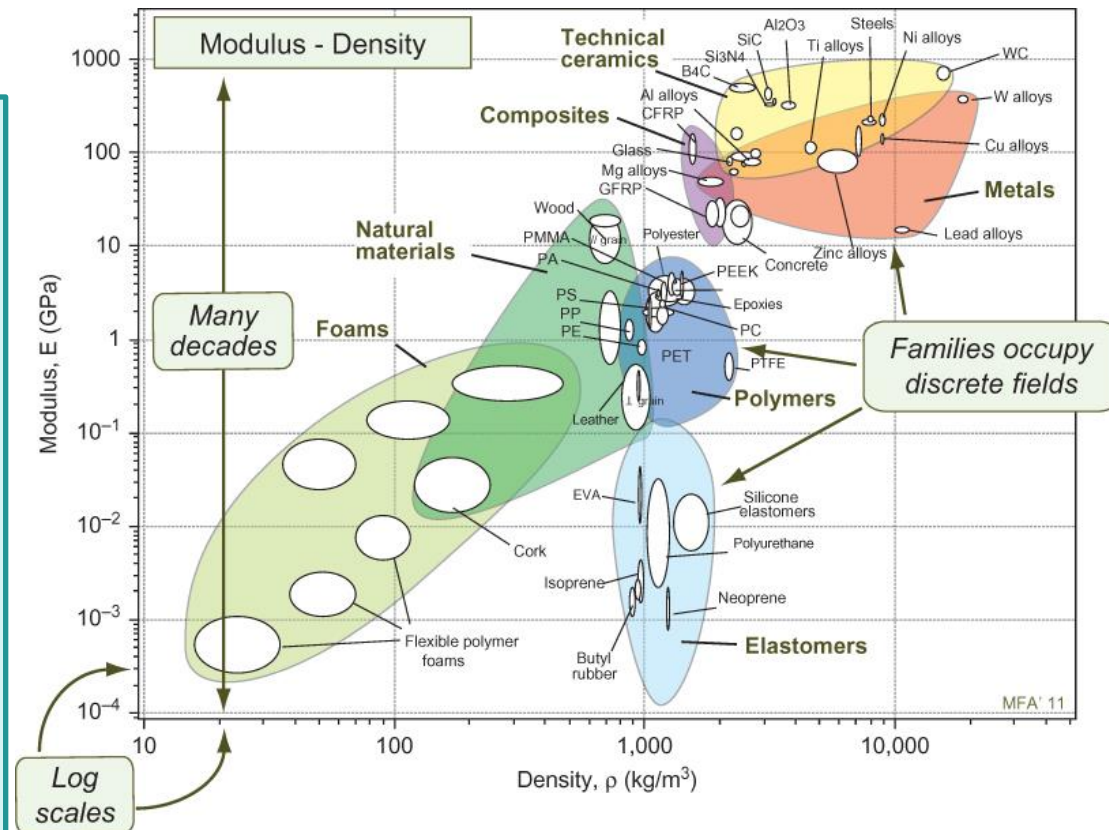 Modulus - Density
Modulus, E (GPa)
1000
100
10
1
10⁻¹
10⁻²
10⁻³
10⁻⁴
Many
decades
Log
scales
10
100
1,000
10,000
Density, ρ (kg/m³)
Technical
ceramics
Composites
Natural
materials
Foams
Metals
Polymers
Elastomers
Al2O3
SiC
Si3N4
B4C
Al alloys
CFRP
Glass
Mg alloys
GFRP
Steels
Ti alloys
Ni alloys
WC
W alloys
Cu alloys
Lead alloys
Zinc alloys
Concrete
Wood
// grain
PMMA
PA
Polyester
PEEK
Epoxies
PS
PP
PE
PC
PET
PTFE
Leather
⊥ grain
EVA
Silicone
elastomers
Polyurethane
Cork
Isoprene
Neoprene
Butyl
rubber
Flexible polymer
foams
Families occupy
discrete fields
MFA' 11